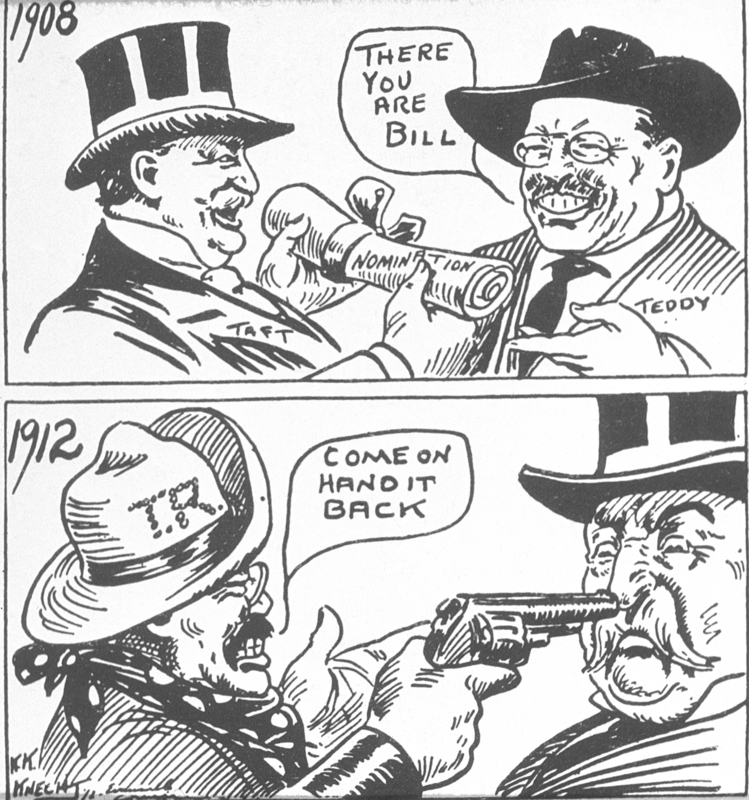 1908
THERE
YOU
ARE
BILL
NOMINATION
TAFT
TEDDY
1912
T.R.
COME ON
HAND IT
BACK
K.K.
KNECHT